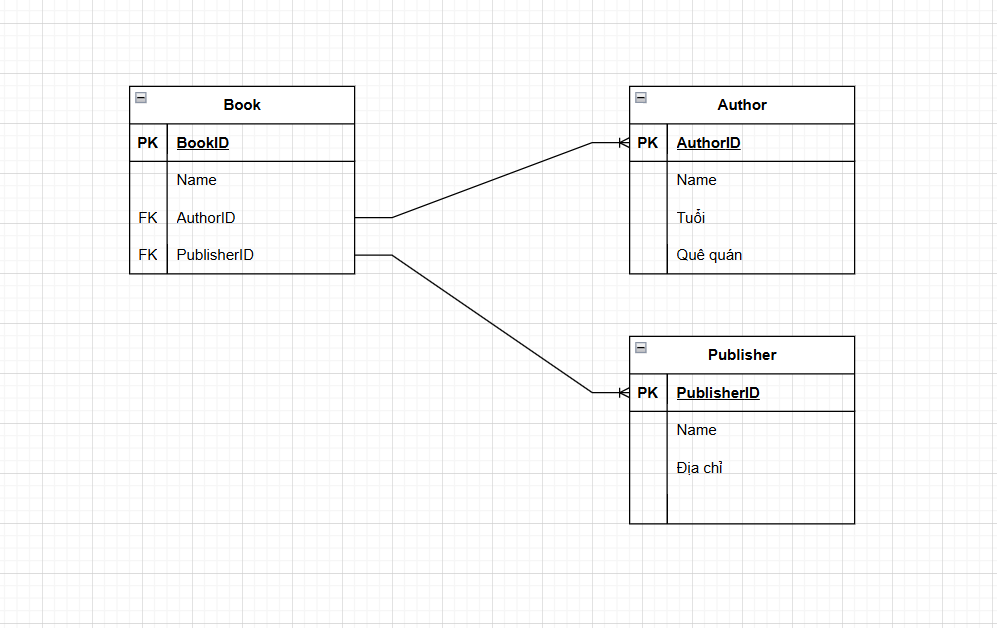 Book
PK BookID
Name
FK AuthorID
FK PublisherID
Author
PK AuthorID
Name
Tuổi
Quê quán
Publisher
PK PublisherID
Name
Địa chỉ